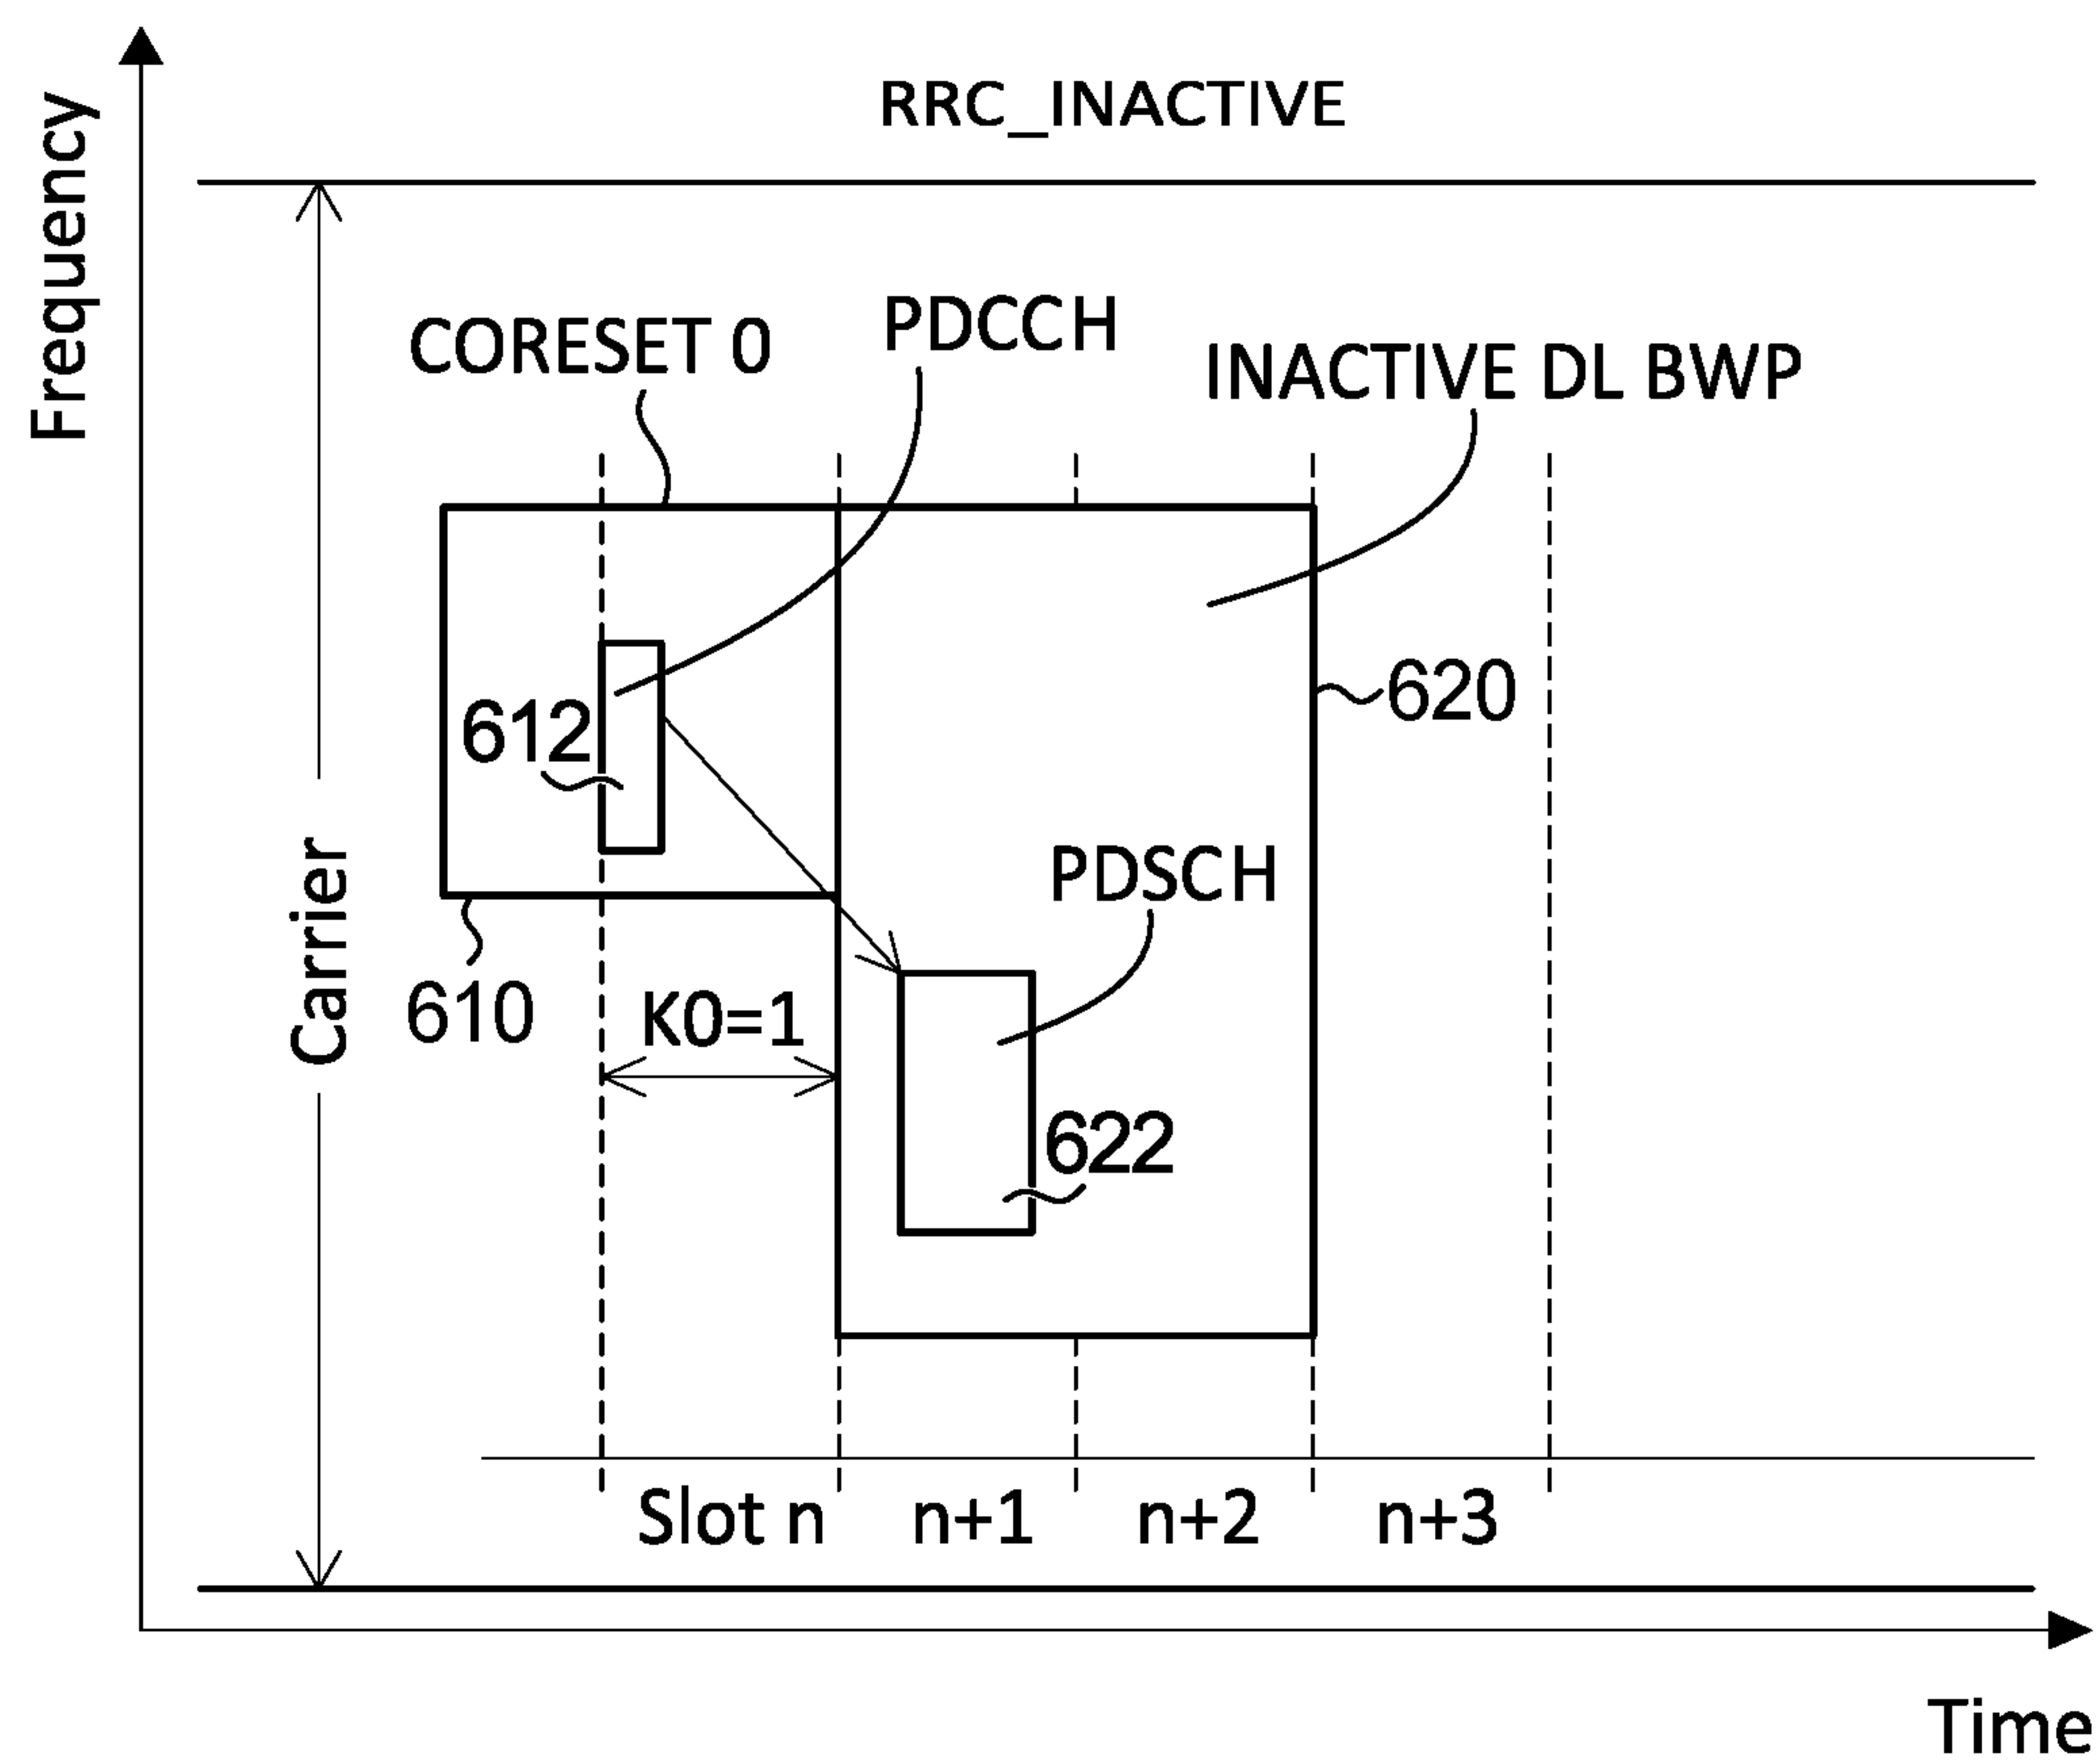 RRC_INACTIVE
Frequency
PDCCH
CORESET 0
INACTIVE DL BWP
612
620
PDSCH
Carrier
610
K0=1
622
Slot n
n+1
n+2
n+3
Time